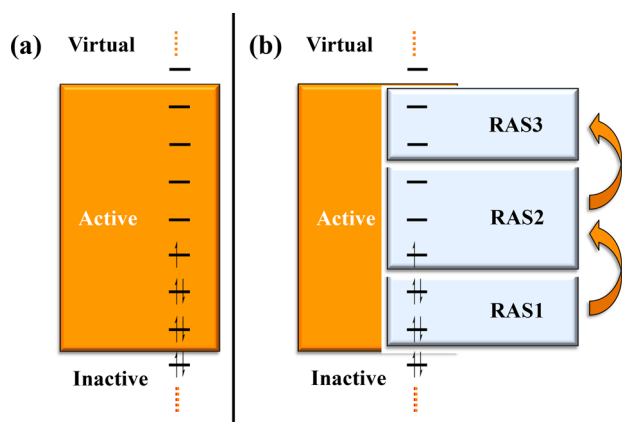 (a)
Virtual
Active
Inactive
(b)
Virtual
RAS3
Active
RAS2
RAS1
Inactive